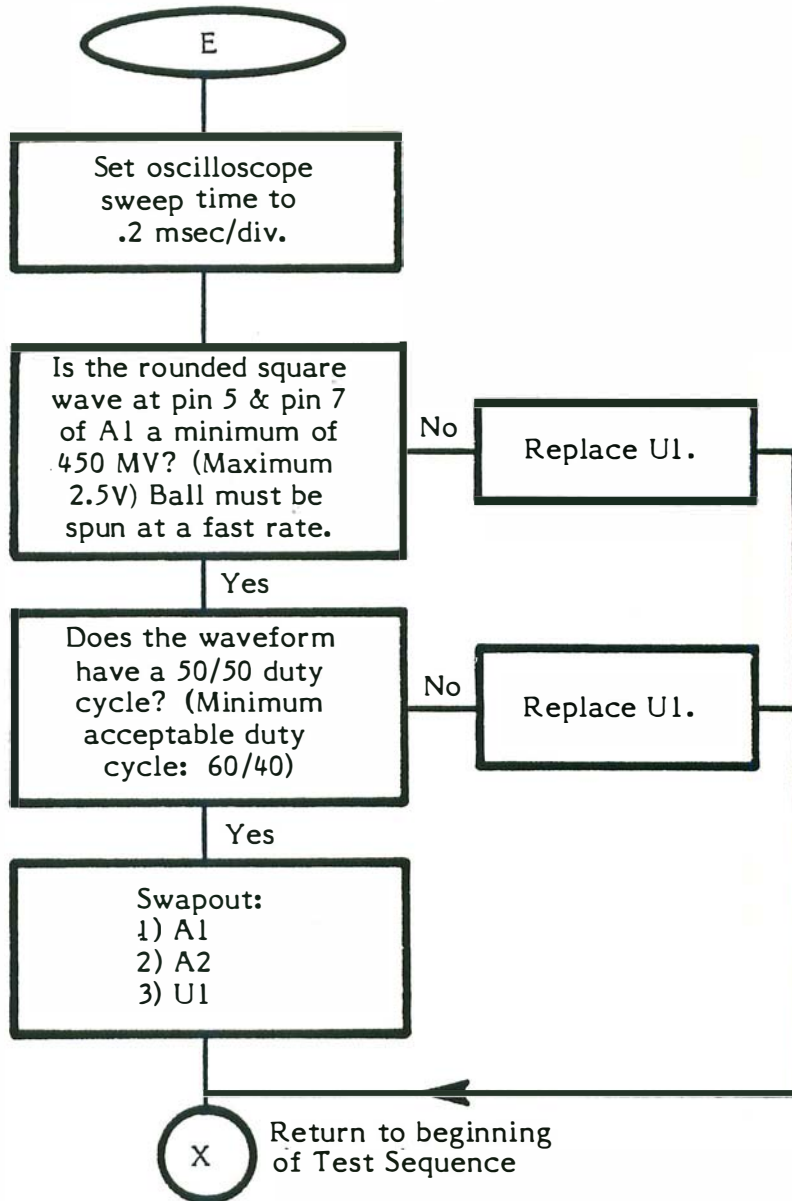 E
Set oscilloscope
sweep time to
.2 msec/div.
Is the rounded square
wave at pin 5 & pin 7
of A1 a minimum of
450 MV? (Maximum
2.5V) Ball must be
spun at a fast rate.
No
Replace U1.
Yes
Does the waveform
have a 50/50 duty
cycle? (Minimum
acceptable duty
cycle: 60/40)
No
Replace U1.
Yes
Swapout:
1) A1
2) A2
3) U1
X
Return to beginning
of Test Sequence